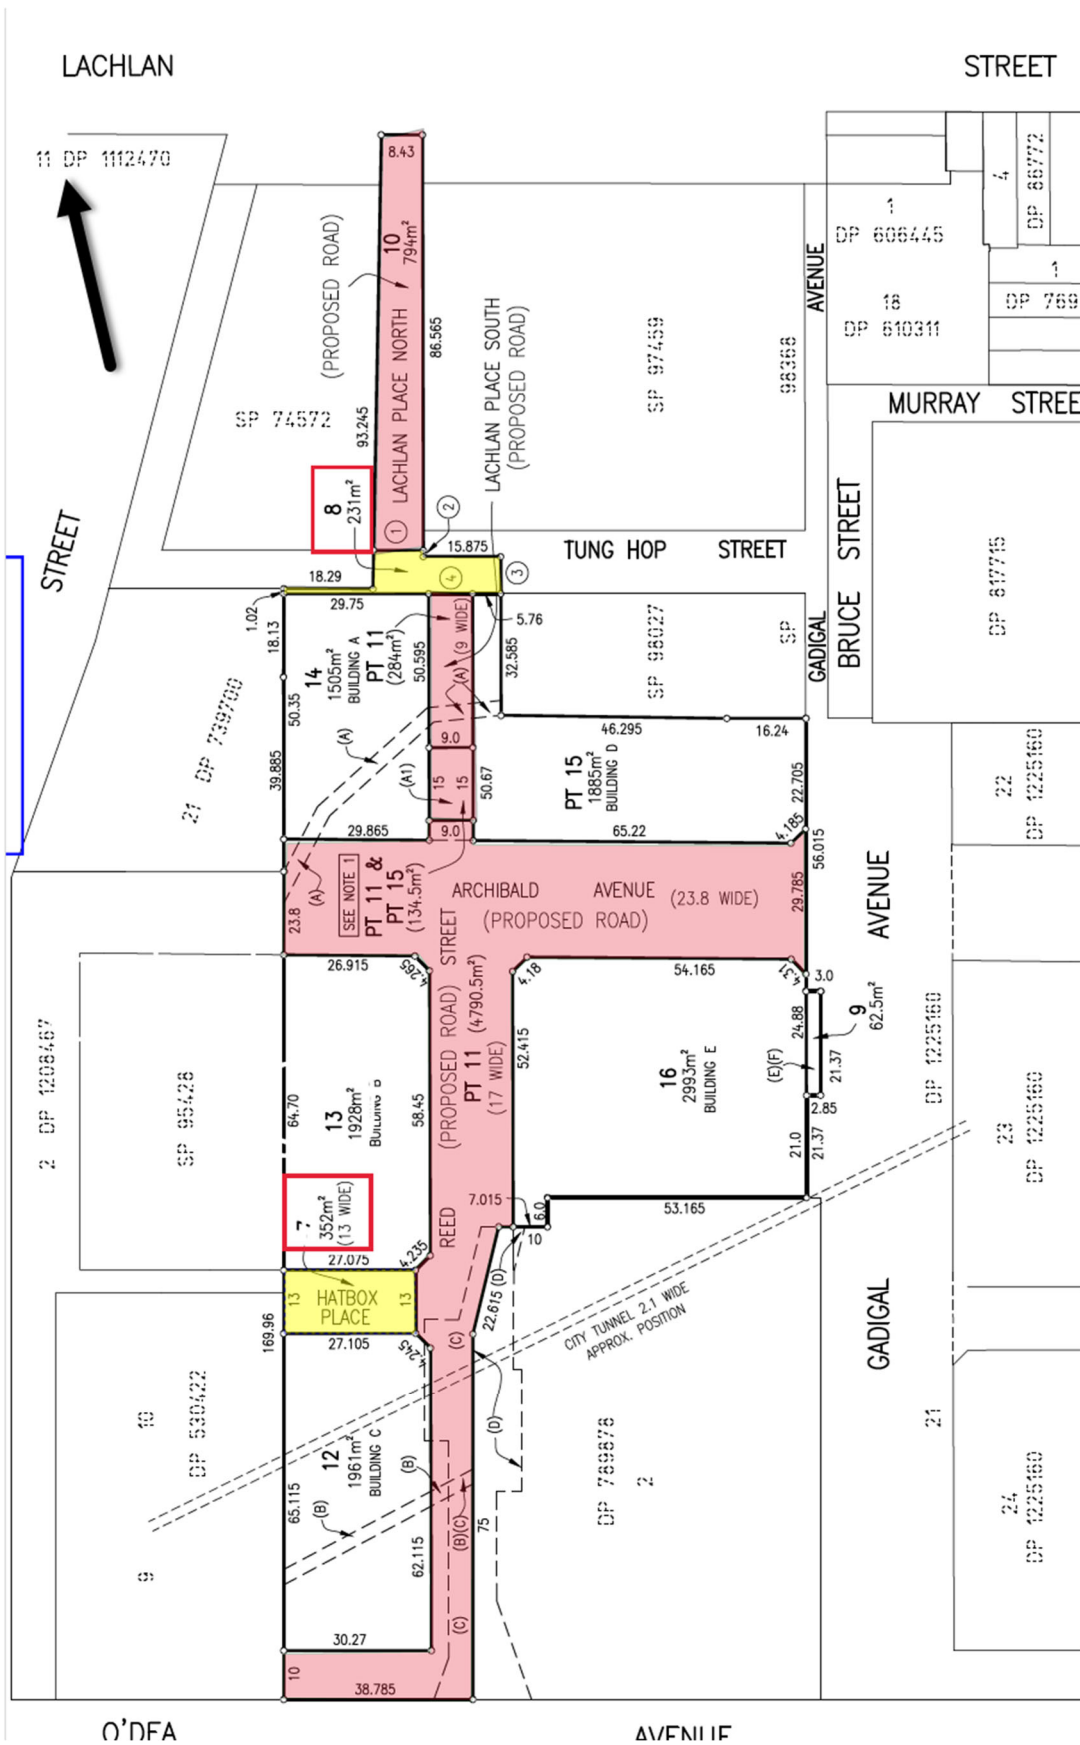 LACHLAN STREET
11 DP 1112470
8.43
10
794m²
(PROPOSED ROAD)
LACHLAN PLACE NORTH
86.565
93.245
LACHLAN PLACE SOUTH
(PROPOSED ROAD)
SP 74572
SP 97459
98368
AVENUE
1
DP 606445
18
DP 610311
4
DP 86772
1
DP 769
MURRAY STREE
STREET
8
231m²
1
2
3
4
15.875
TUNG HOP STREET
BRUCE STREET
DP 817715
18.29
29.75
1.02
5.76
18.13
14
1505m²
BUILDING A
PT 11
(284m²)
50.595
(9 WIDE)
(A)
32.585
SP 98027
SP
GADIGAL
50.35
21 DP 739700
39.885
(A)
(A1)
9.0
15
15
50.67
46.295
16.24
PT 15
1885m²
BUILDING D
22.705
22
DP 1225160
29.865
9.0
65.22
4.185
56.015
(A)
23.8
SEE NOTE 1
PT 11 &
PT 15
(134.5m²)
ARCHIBALD AVENUE (23.8 WIDE)
(PROPOSED ROAD)
29.785
AVENUE
26.915
4.265
4.18
54.165
4.31
3.0
REED STREET
(PROPOSED ROAD)
PT 11 (4790.5m²)
(17 WIDE)
52.415
24.88
9
62.5m²
(E)(F)
21.37
2.85
DP 1225160
2 DP 1208467
SP 95428
64.70
13
1928m²
58.45
16
2993m²
BUILDING E
21.0
21.37
23
DP 1225160
7
352m²
(13 WIDE)
7.015
6.0
10
53.165
27.075
4.235
13
HATBOX
PLACE
13
27.105
4.245
169.96
22.615
(D)
(C)
CITY TUNNEL 2.1 WIDE
APPROX. POSITION
GADIGAL
10
DP 530422
9
12
1961m²
BUILDING C
65.115
(B)
(B)
62.115
(B)(C)
75
(D)
DP 789878
2
21
24
DP 1225160
(C)
30.27
10
38.785
O'DEA AVENUE